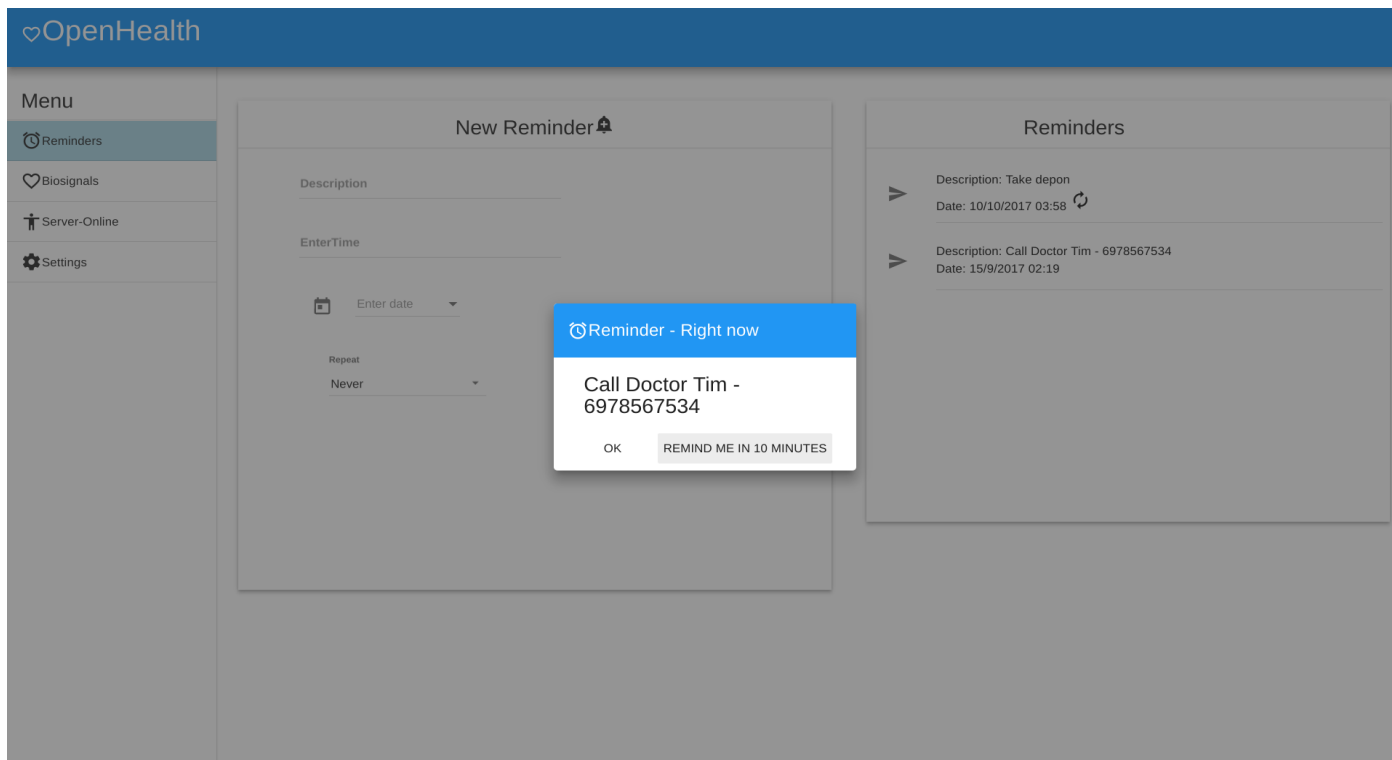 OpenHealth
Menu
Reminders
Biosignals
Server-Online
Settings
New Reminder
Description
EnterTime
Enter date
Repeat
Never
Reminders
Description: Take depon
Date: 10/10/2017 03:58
Description: Call Doctor Tim - 6978567534
Date: 15/9/2017 02:19
Reminder - Right now
Call Doctor Tim -
6978567534
OK
REMIND ME IN 10 MINUTES